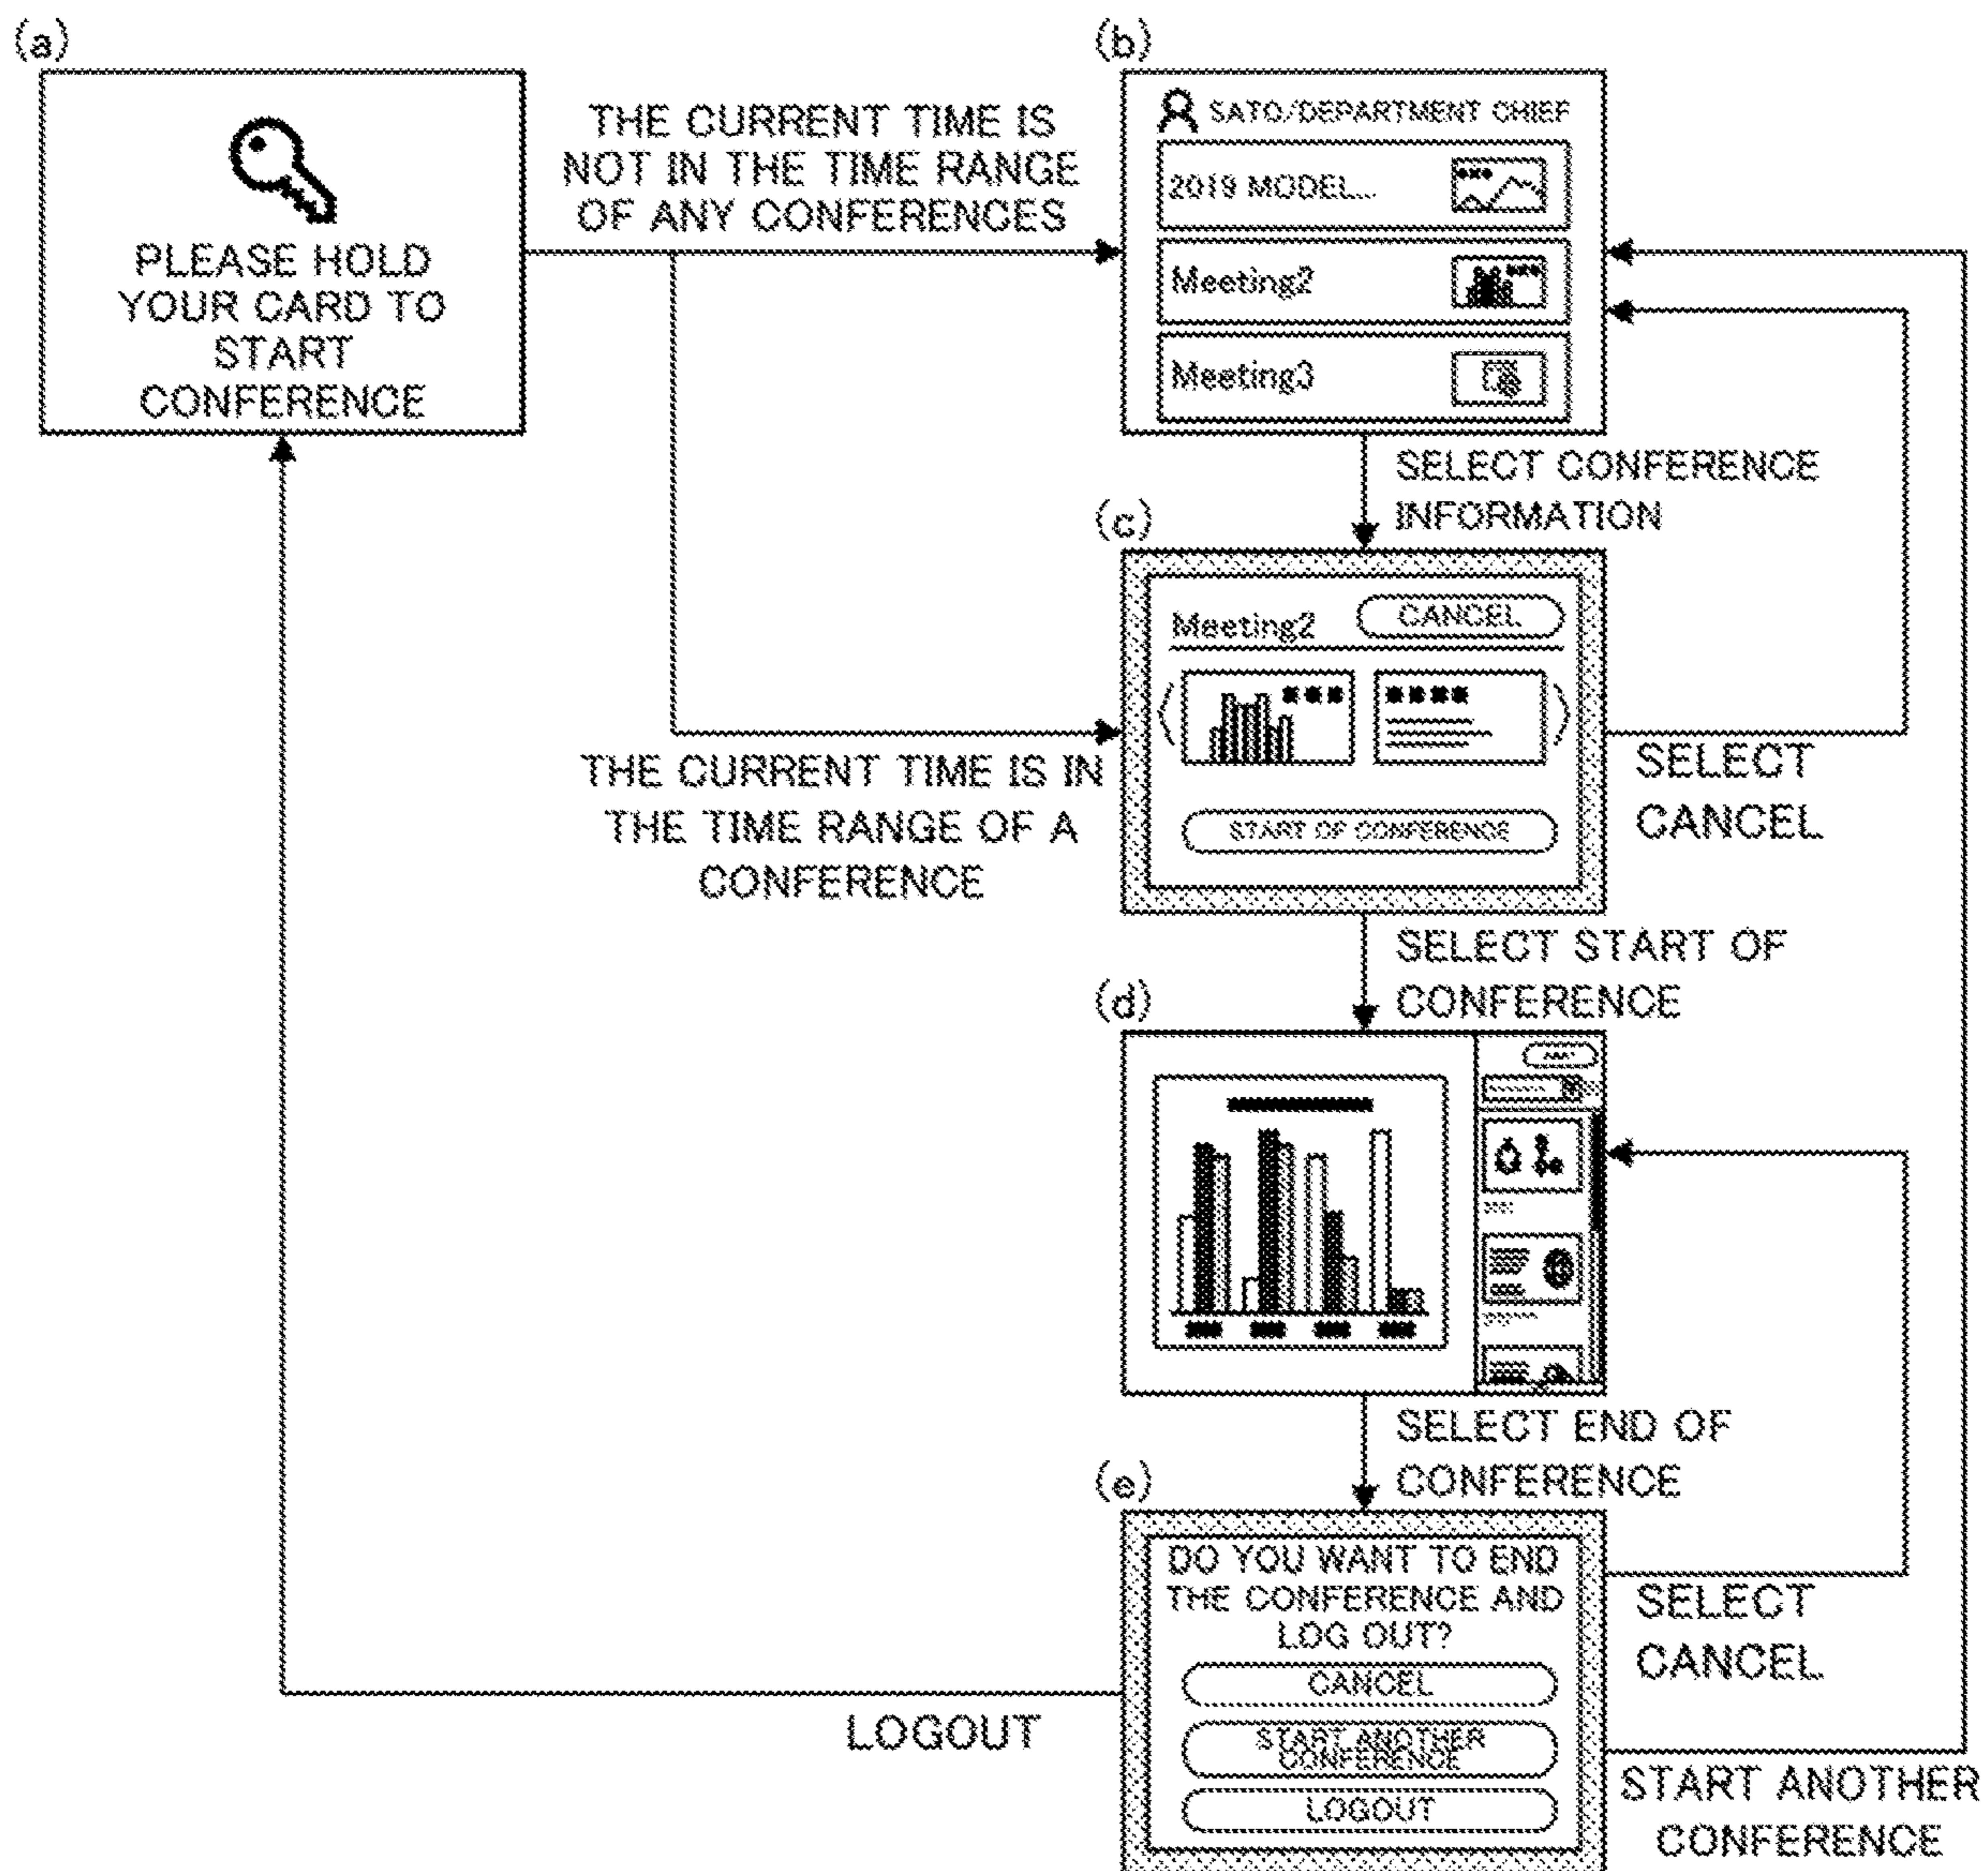 (a)
PLEASE HOLD
YOUR CARD TO
START
CONFERENCE
THE CURRENT TIME IS
NOT IN THE TIME RANGE
OF ANY CONFERENCES
(b)
SATO/DEPARTMENT CHIEF
2019 MODEL...
Meeting2
Meeting3
SELECT CONFERENCE
INFORMATION
(c)
Meeting2
CANCEL
START OF CONFERENCE
THE CURRENT TIME IS IN
THE TIME RANGE OF A
CONFERENCE
SELECT
CANCEL
SELECT START OF
CONFERENCE
(d)
SELECT END OF
CONFERENCE
(e)
DO YOU WANT TO END
THE CONFERENCE AND
LOG OUT?
CANCEL
START ANOTHER
CONFERENCE
LOGOUT
SELECT
CANCEL
LOGOUT
START ANOTHER
CONFERENCE